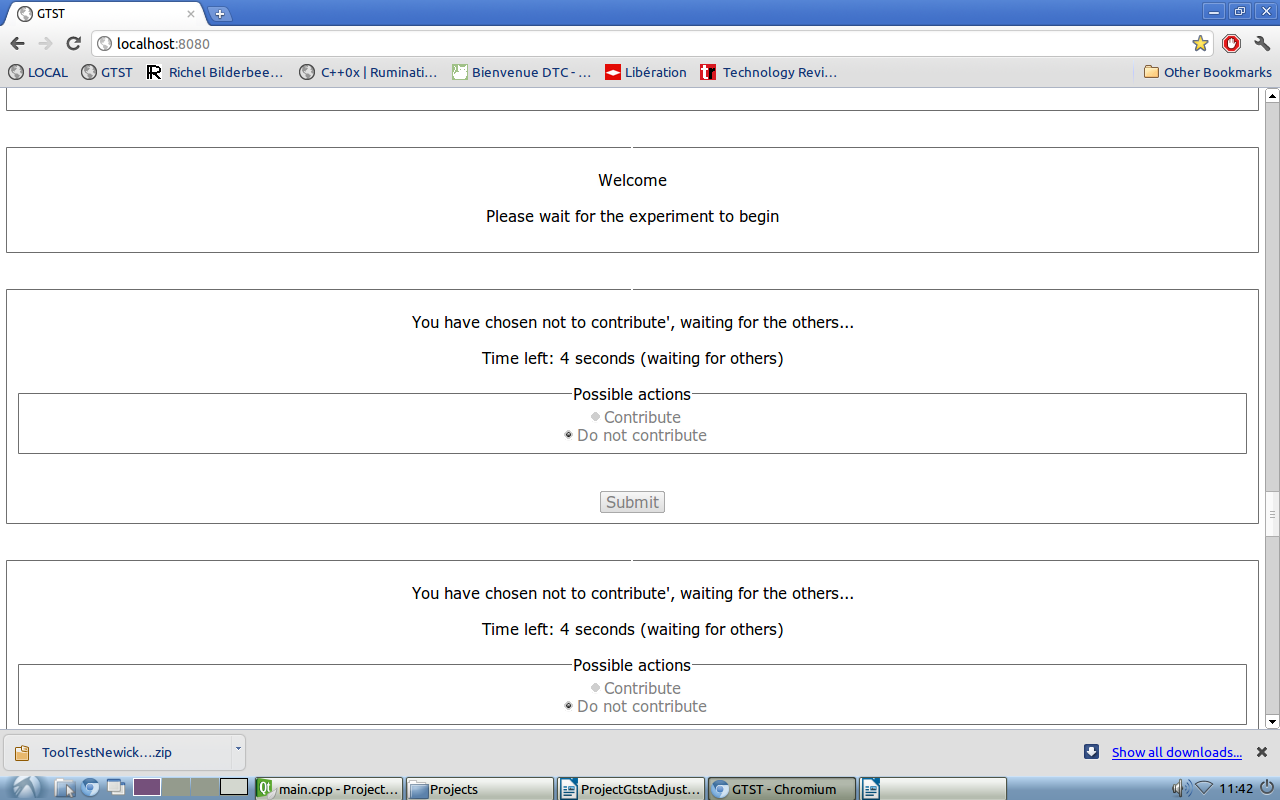 GTST
localhost:8080
LOCAL GTST Richel Bilderbee... C++0x | Ruminati... Bienvenue DTC - ... Libération Technology Revi... Other Bookmarks
Welcome
Please wait for the experiment to begin
You have chosen not to contribute', waiting for the others...
Time left: 4 seconds (waiting for others)
Possible actions
Contribute
Do not contribute
Submit
You have chosen not to contribute', waiting for the others...
Time left: 4 seconds (waiting for others)
Possible actions
Contribute
Do not contribute
ToolTestNewick....zip Show all downloads...
main.cpp - Project... Projects ProjectGtstAdjust... GTST - Chromium 11:42